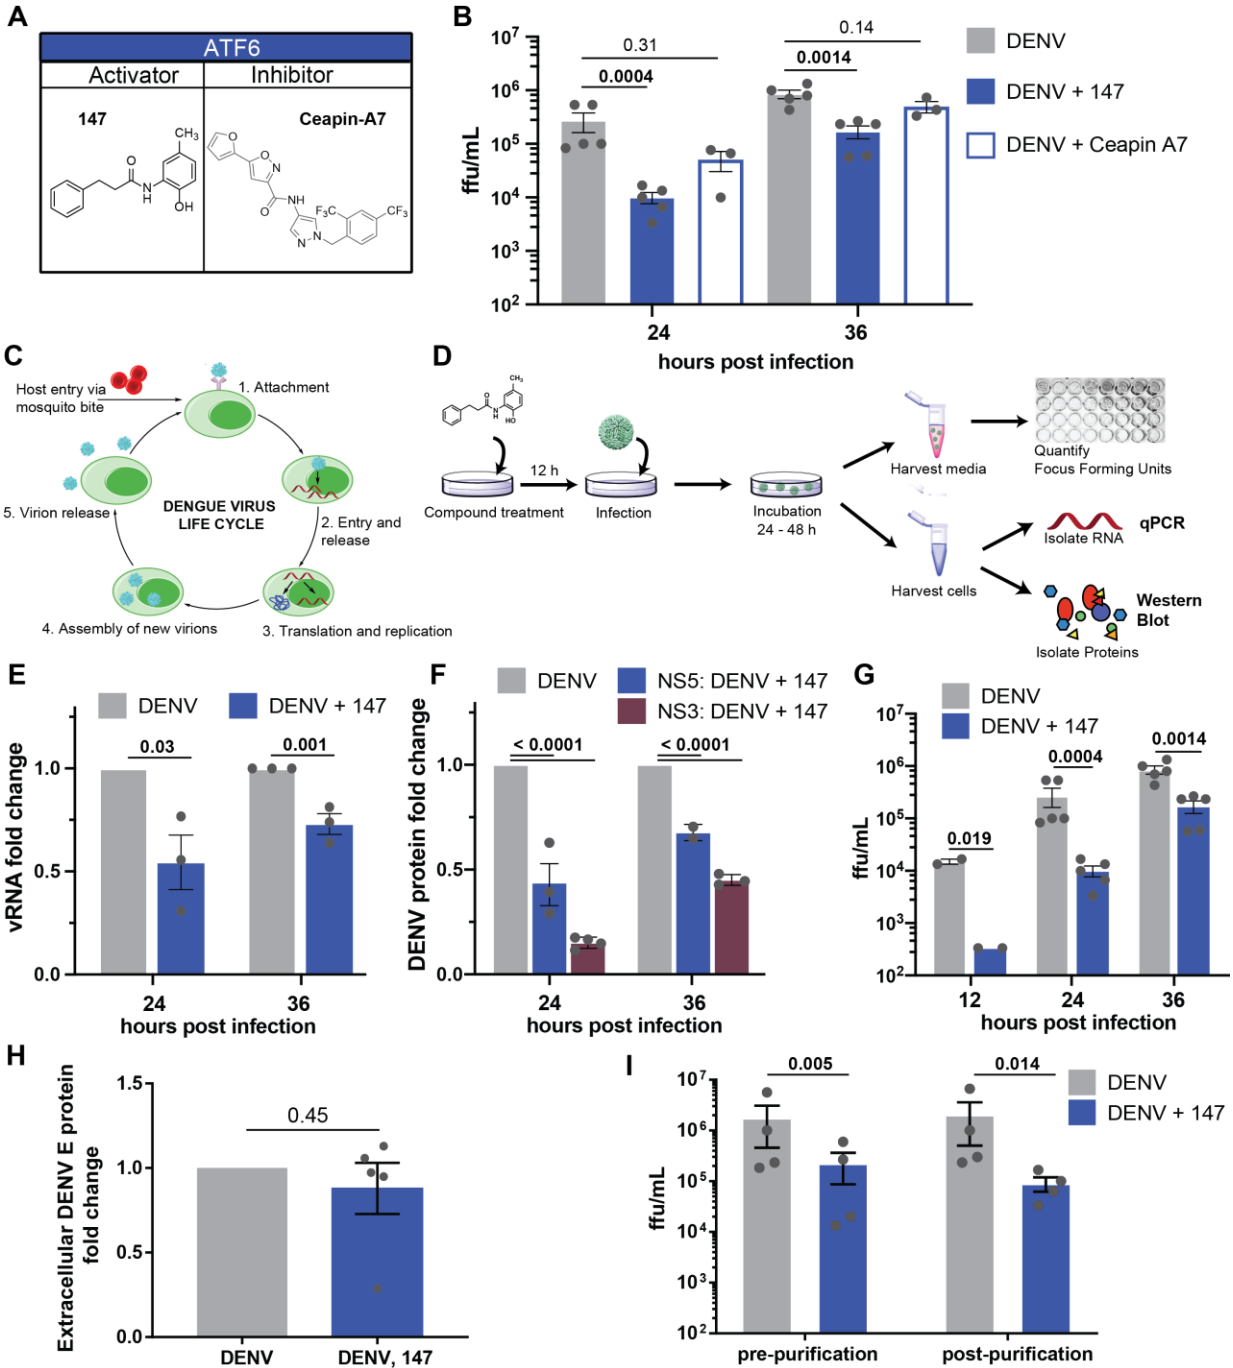 A
ATF6
Activator
Inhibitor
147
Ceapin-A7
CH3
O
N
H
OH
O
O
N
O
NH
N
N
F3C
CF3
B
10^7
10^6
10^5
10^4
10^3
10^2
ffu/mL
0.31
0.0004
0.14
0.0014
24
36
hours post infection
DENV
DENV + 147
DENV + Ceapin A7
C
Host entry via
mosquito bite
1. Attachment
DENGUE VIRUS
LIFE CYCLE
2. Entry and
release
3. Translation and replication
4. Assembly of new virions
5. Virion release
D
CH3
O
N
H
HO
12 h
Compound treatment
Infection
Incubation
24 - 48 h
Harvest media
Quantify
Focus Forming Units
Harvest cells
Isolate RNA
qPCR
Western
Blot
Isolate Proteins
E
DENV
DENV + 147
vRNA fold change
1.0
0.5
0.0
0.03
0.001
24
36
hours post infection
F
DENV
NS5: DENV + 147
NS3: DENV + 147
DENV protein fold change
1.0
0.5
0.0
< 0.0001
< 0.0001
24
36
hours post infection
G
DENV
DENV + 147
ffu/mL
10^7
10^6
10^5
10^4
10^3
10^2
0.019
0.0004
0.0014
12
24
36
hours post infection
H
Extracellular DENV E protein
fold change
1.5
1.0
0.5
0.0
0.45
DENV
DENV, 147
I
ffu/mL
10^7
10^6
10^5
10^4
10^3
10^2
0.005
0.014
pre-purification
post-purification
DENV
DENV + 147